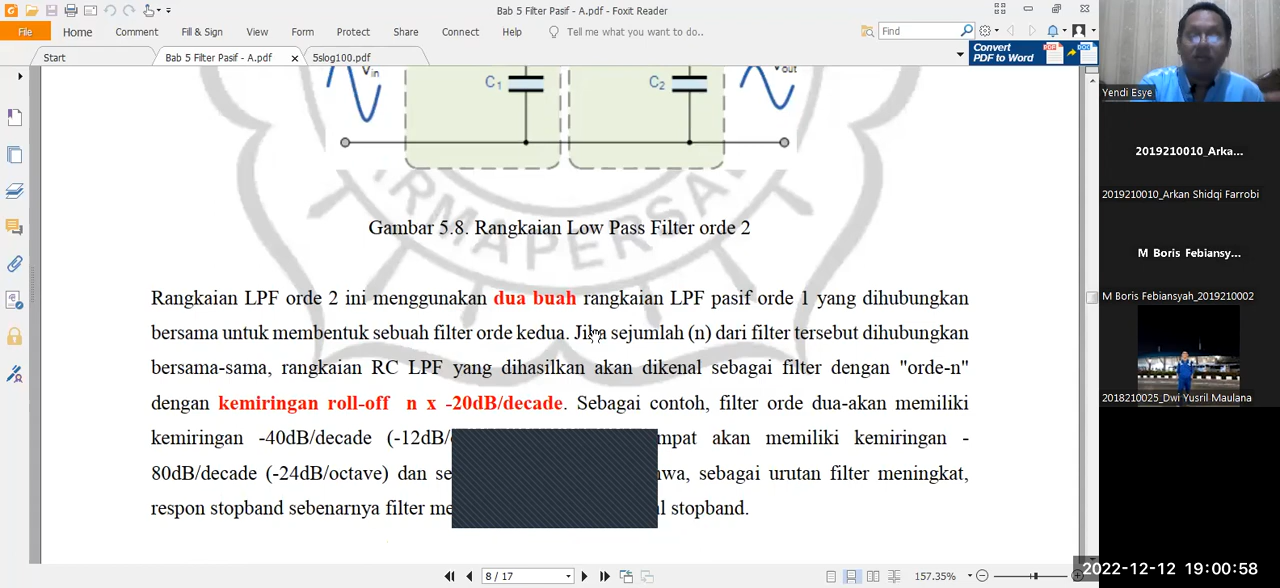 Bab 5 Filter Pasif - A.pdf - Foxit Reader
File Home Comment Fill & Sign View Form Protect Share Connect Help Tell me what you want to do.. Find
Start Bab 5 Filter Pasif - A.pdf 5slog100.pdf
Convert
PDF to Word
Vin C1 C2 Vout
RMAPERSA
Gambar 5.8. Rangkaian Low Pass Filter orde 2
Rangkaian LPF orde 2 ini menggunakan dua buah rangkaian LPF pasif orde 1 yang dihubungkan
bersama untuk membentuk sebuah filter orde kedua. Jika sejumlah (n) dari filter tersebut dihubungkan
bersama-sama, rangkaian RC LPF yang dihasilkan akan dikenal sebagai filter dengan "orde-n"
dengan kemiringan roll-off n x -20dB/decade. Sebagai contoh, filter orde dua-akan memiliki
kemiringan -40dB/decade (-12dB/ mpat akan memiliki kemiringan -
80dB/decade (-24dB/octave) dan se wa, sebagai urutan filter meningkat,
respon stopband sebenarnya filter me l stopband.
8 / 17
157.35%
Yendi Esye
2019210010_Arka...
2019210010_Arkan Shidqi Farrobi
M Boris Febiansy...
M Boris Febiansyah_2019210002
2018210025_Dwi Yusril Maulana
2022-12-12 19:00:58